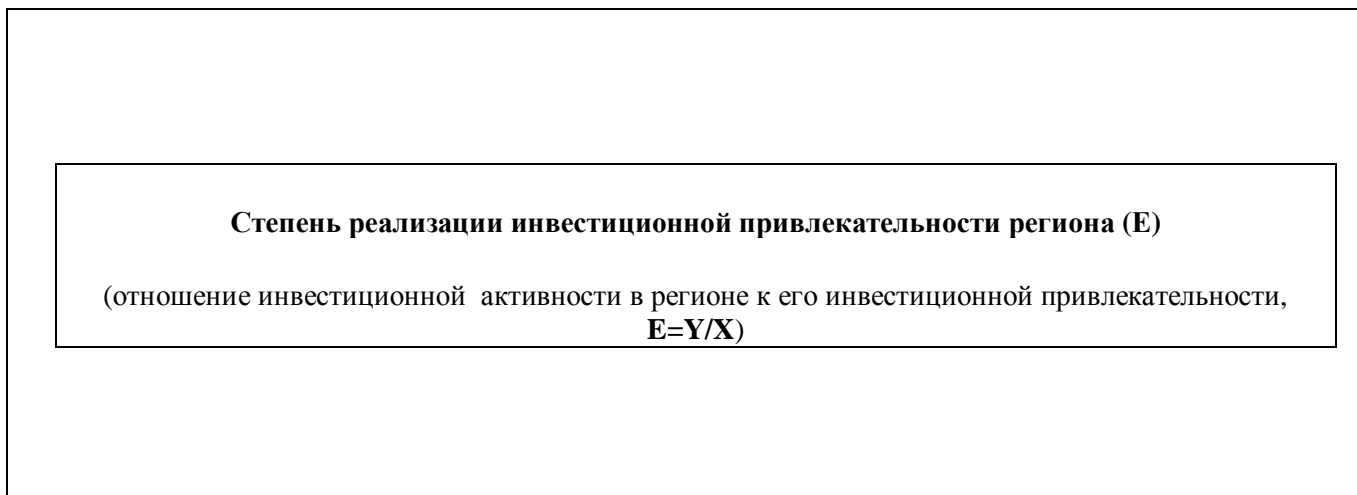 Степень реализации инвестиционной привлекательности региона (E)
(отношение инвестиционной активности в регионе к его инвестиционной привлекательности,
E=Y/X)